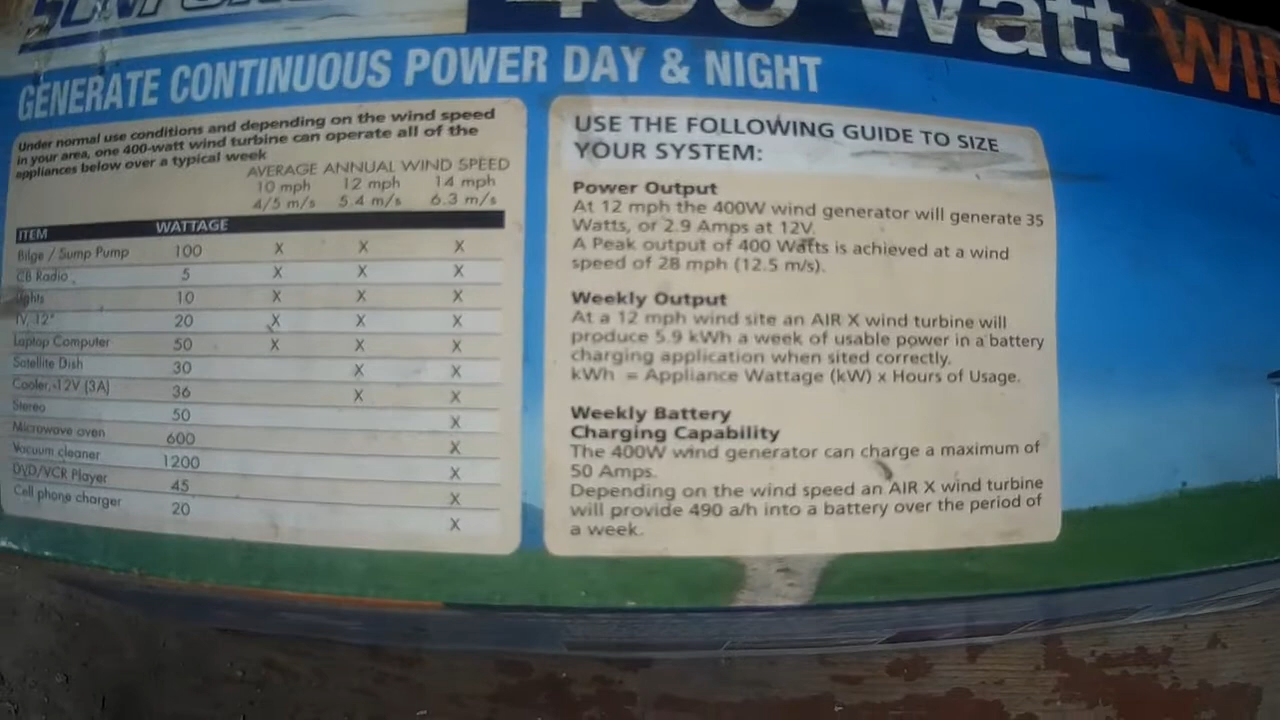 400 Watt WIN
GENERATE CONTINUOUS POWER DAY & NIGHT
Under normal use conditions and depending on the wind speed
in your area, one 400-watt wind turbine can operate all of the
appliances below over a typical week
AVERAGE ANNUAL WIND SPEED
10 mph 12 mph 14 mph
4/5 m/s 5.4 m/s 6.3 m/s
ITEM WATTAGE
Bilge / Sump Pump 100 X X X
CB Radio 5 X X X
Lights 10 X X X
TV, 12" 20 X X X
Laptop Computer 50 X X X
Satellite Dish 30 X X
Cooler, 12V (3A) 36 X X
Stereo 50 X
Microwave oven 600 X
Vacuum cleaner 1200 X
DVD/VCR Player 45 X
Cell phone charger 20 X
USE THE FOLLOWING GUIDE TO SIZE
YOUR SYSTEM:
Power Output
At 12 mph the 400W wind generator will generate 35
Watts, or 2.9 Amps at 12V.
A Peak output of 400 Watts is achieved at a wind
speed of 28 mph (12.5 m/s).
Weekly Output
At a 12 mph wind site an AIR X wind turbine will
produce 5.9 kWh a week of usable power in a battery
charging application when sited correctly.
kWh = Appliance Wattage (kW) x Hours of Usage.
Weekly Battery
Charging Capability
The 400W wind generator can charge a maximum of
50 Amps.
Depending on the wind speed an AIR X wind turbine
will provide 490 a/h into a battery over the period of
a week.